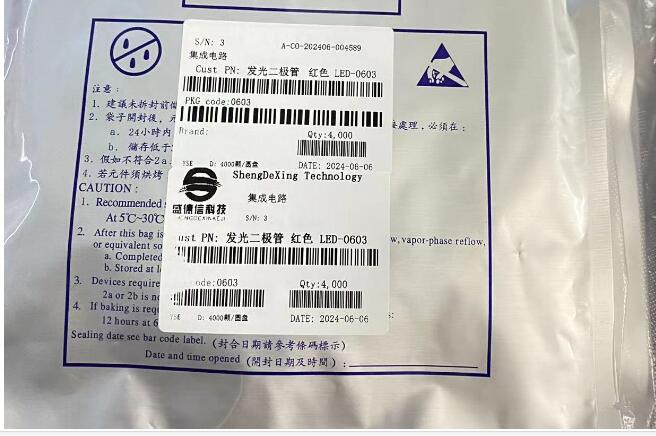 S/N: 3
A-CO-202406-004589
集成电路
Cust PN: 发光二极管 红色 LED-0603
PKG code:0603
Brand:
Qty:4,000
YSE D: 4000颗/圆盘
DATE: 2024-06-06
ShengDeXing Technology
盛德信科技
集成电路
S/N: 3
ust PN: 发光二极管 红色 LED-0603
ode:0603
Qty:4,000
YSE D: 4000颗/圆盘
DATE: 2024-06-06
注意：
1. 建議未拆封前
2. 袋子開封後，
處理，必須在：
a. 24小時內
b. 儲存低于
3. 假如不符合2a
4. 若元件須烘烤
CAUTION :
1. Recommended
At 5℃~30℃
2. After this bag is
vapor-phase reflow,
or equivalent
a. Completed
b. Stored at
3. Devices require
2a or 2b is no
4. If baking is
12 hours at 6
Sealing date see bar code label. (封合日期請参考條碼標示)
Date and time opened (開封日期及時間) :